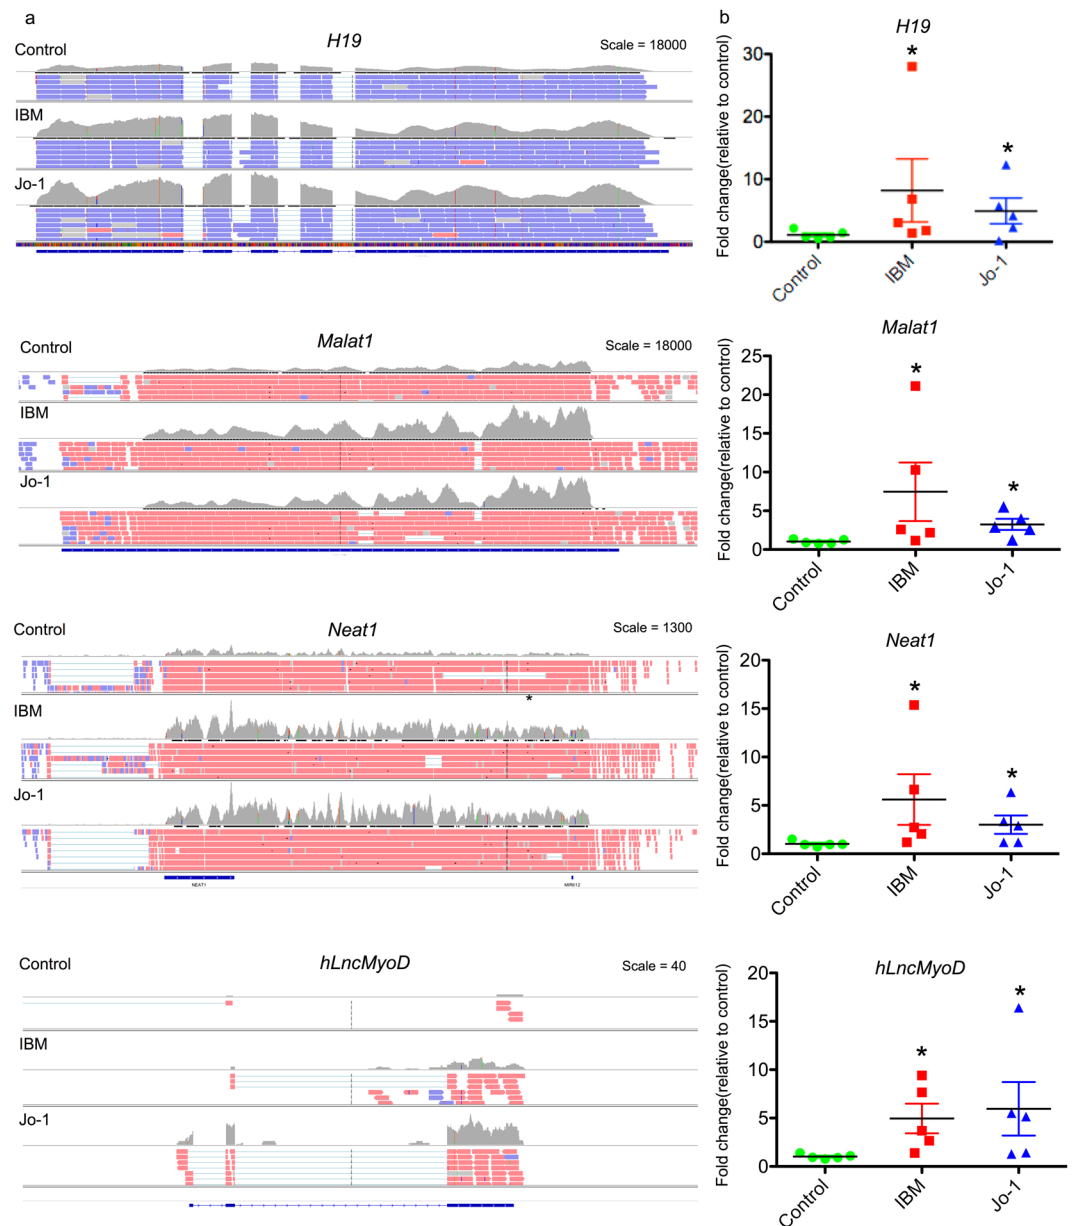 a
H19
Scale = 18000
Control
IBM
Jo-1
Malat1
Scale = 18000
Control
IBM
Jo-1
Neat1
Scale = 1300
Control
*
IBM
Jo-1
NEAT1
MIR612
hLncMyoD
Scale = 40
Control
IBM
Jo-1
b
H19
Fold change(relative to control)
30
20
10
0
*
*
Control
IBM
Jo-1
Malat1
Fold change(relative to control)
25
20
15
10
5
0
*
*
Control
IBM
Jo-1
Neat1
Fold change(relative to control)
20
15
10
5
0
*
*
Control
IBM
Jo-1
hLncMyoD
Fold change(relative to control)
20
15
10
5
0
*
*
Control
IBM
Jo-1